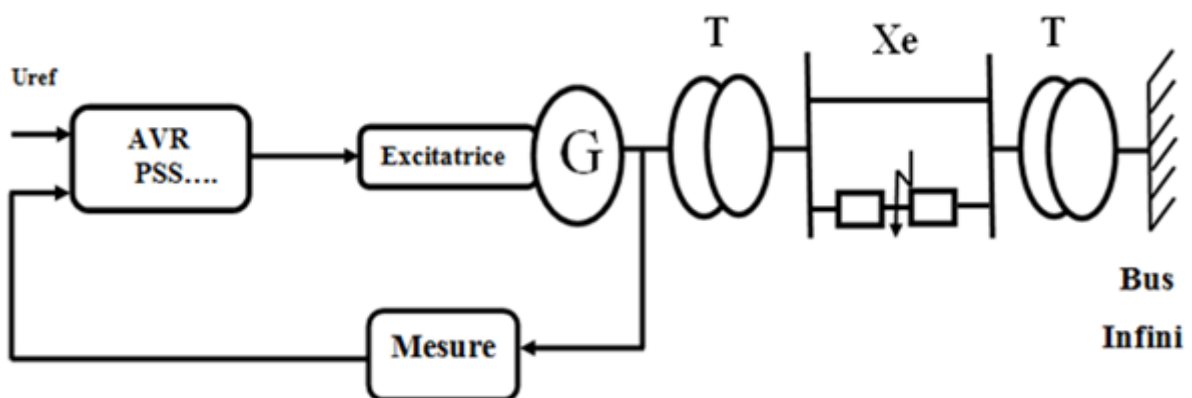 T
Xe
T
Uref
AVR
PSS....
Excitatrice
G
Mesure
Bus
Infini